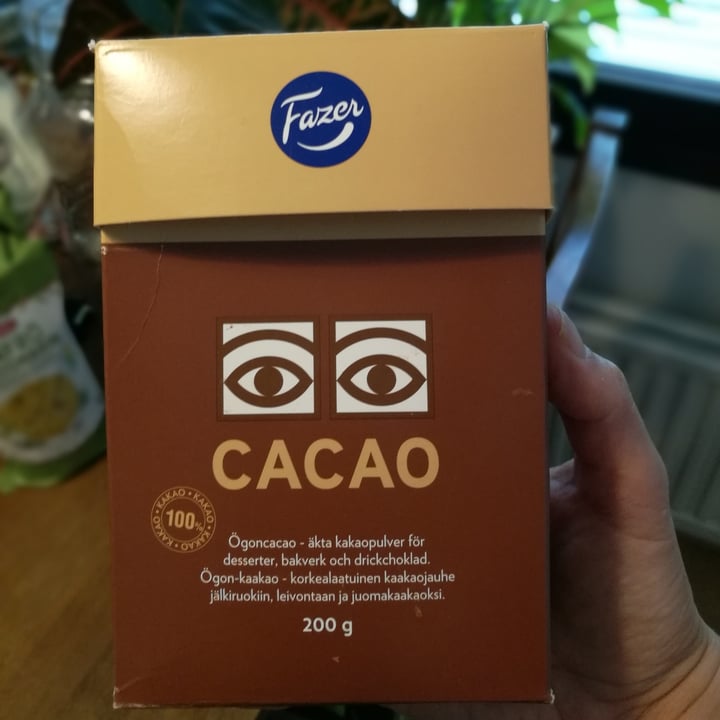 Fazer
CACAO
KAKAO • KAKAO • KAKAO • KAKAO •
100%
Ögoncacao - äkta kakaopulver för
desserter, bakverk och drickchoklad.
Ögon-kaakao - korkealaatuinen kaakaojauhe
jälkiruokiin, leivontaan ja juomakaakaoksi.
200 g